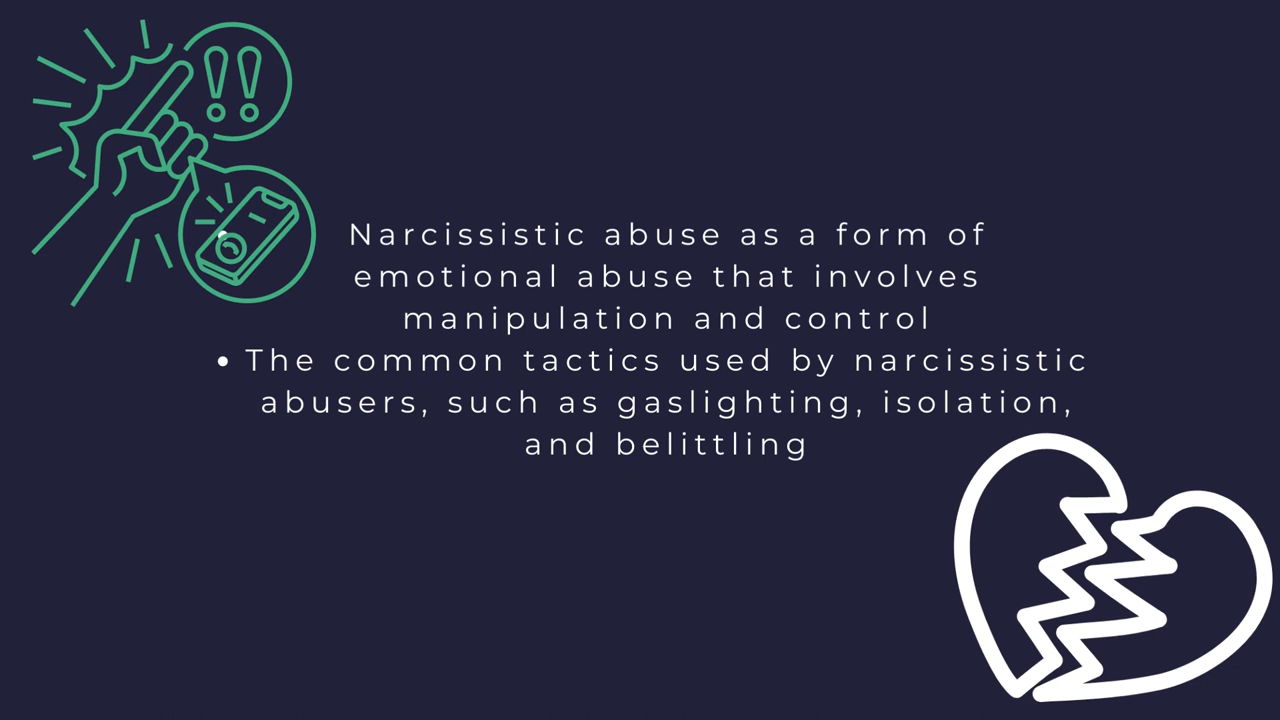 Narcissistic abuse as a form of
emotional abuse that involves
manipulation and control
• The common tactics used by narcissistic
abusers, such as gaslighting, isolation,
and belittling